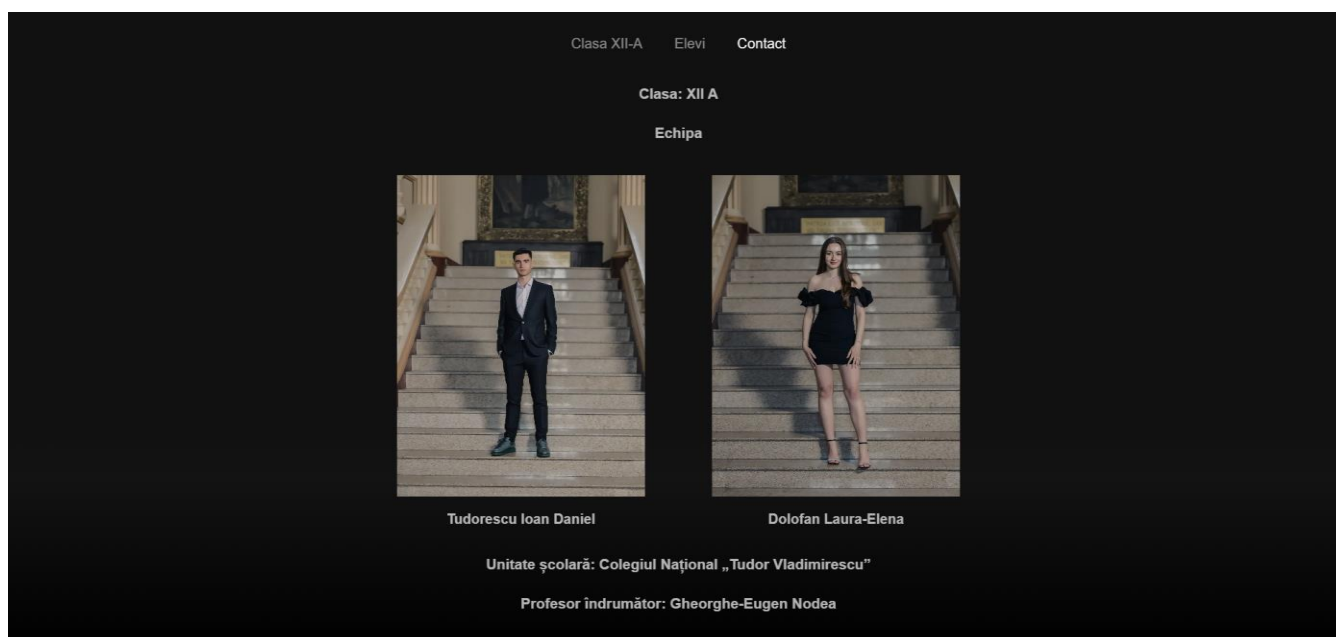 Clasa XII-A Elevi Contact
Clasa: XII A
Echipa
Tudorescu Ioan Daniel Dolofan Laura-Elena
Unitate școlară: Colegiul Național „Tudor Vladimirescu”
Profesor îndrumător: Gheorghe-Eugen Nodea